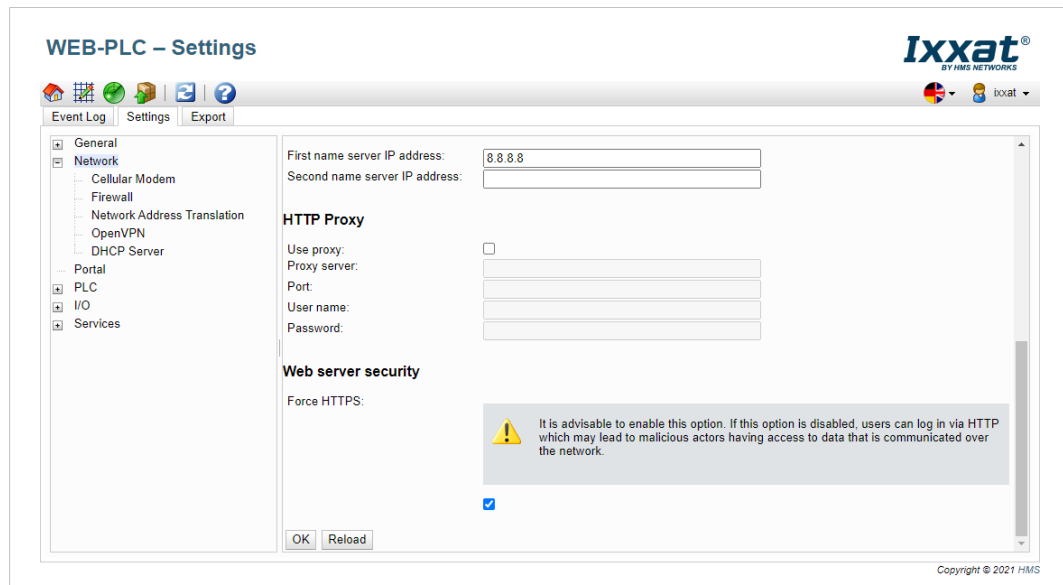 WEB-PLC – Settings
Ixxat®
BY HMS NETWORKS
ixxat
Event Log Settings Export
General
Network
Cellular Modem
Firewall
Network Address Translation
OpenVPN
DHCP Server
Portal
PLC
I/O
Services
First name server IP address: 8.8.8.8
Second name server IP address:
HTTP Proxy
Use proxy:
Proxy server:
Port:
User name:
Password:
Web server security
Force HTTPS:
It is advisable to enable this option. If this option is disabled, users can log in via HTTP
which may lead to malicious actors having access to data that is communicated over
the network.
OK Reload
Copyright © 2021 HMS